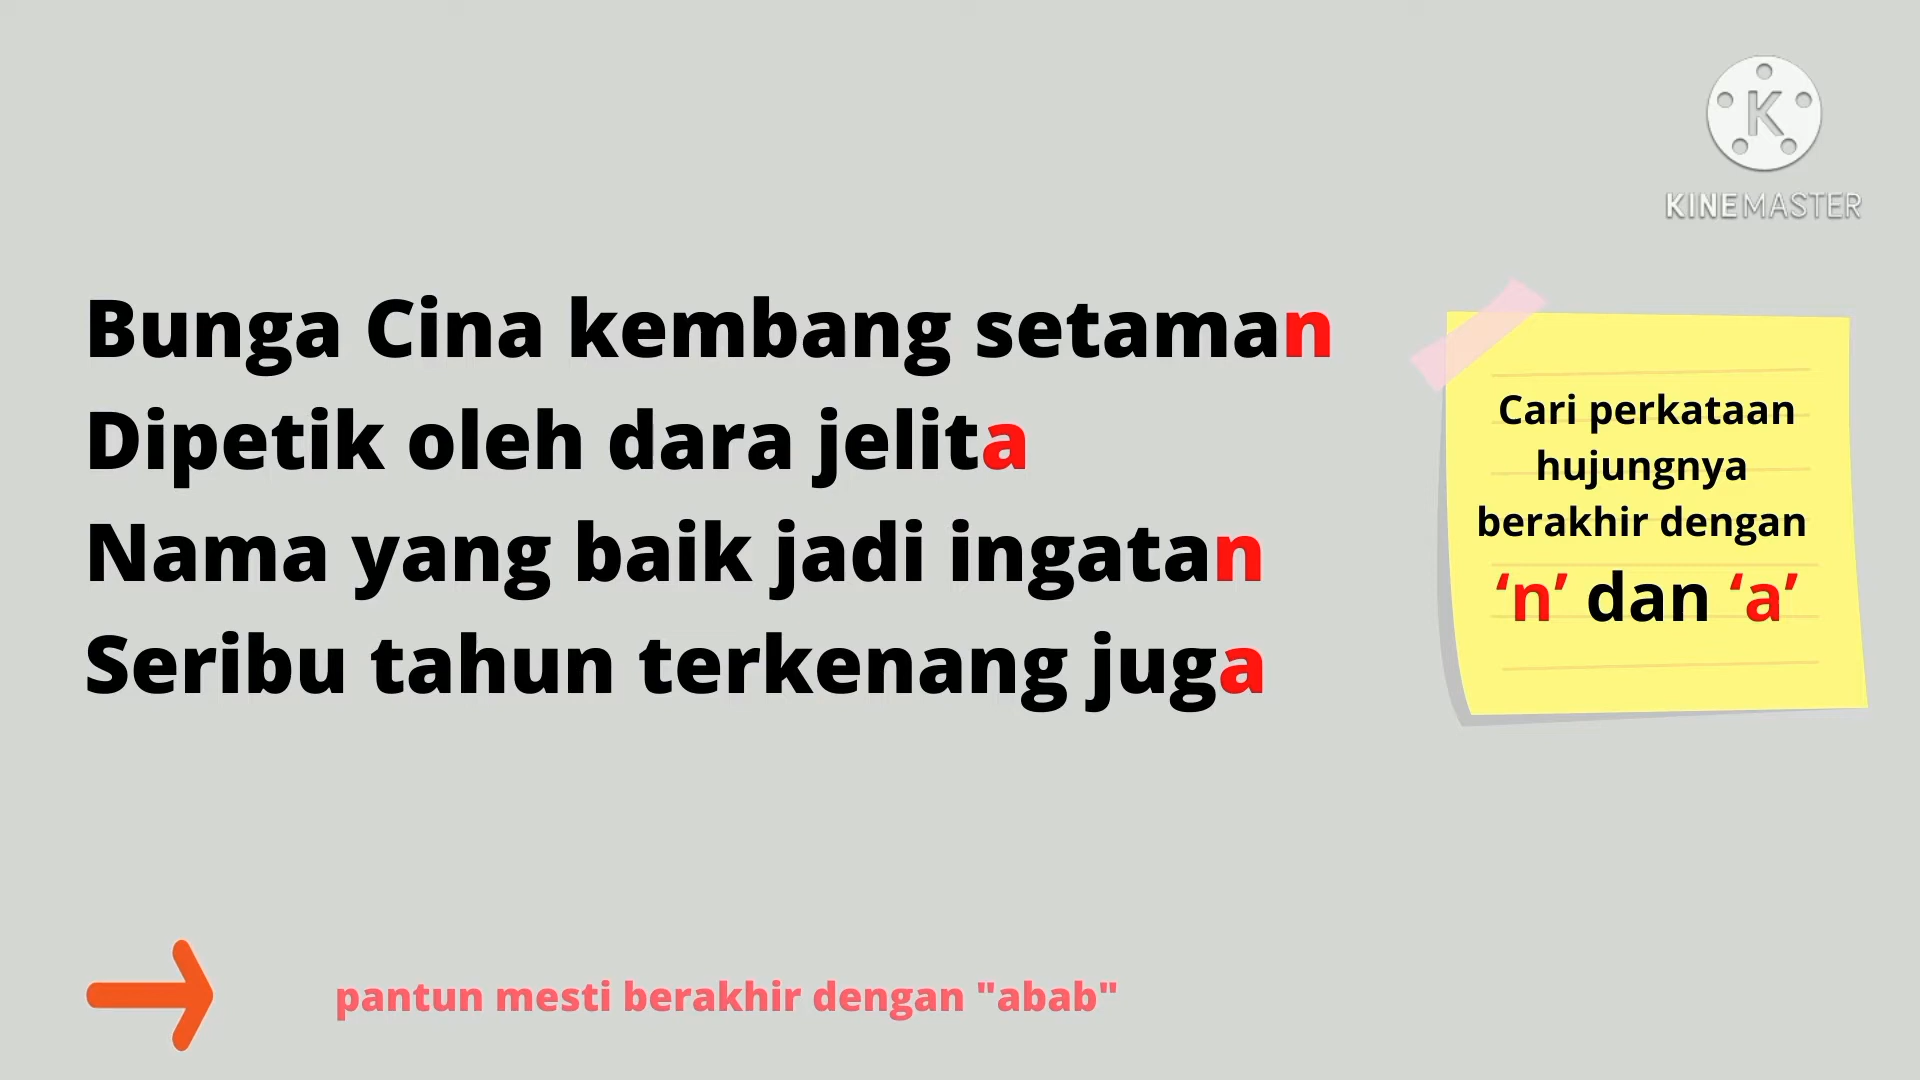 K
KINEMASTER
Bunga Cina kembang setaman
Dipetik oleh dara jelita
Nama yang baik jadi ingatan
Seribu tahun terkenang juga
Cari perkataan
hujungnya
berakhir dengan
‘n’ dan ‘a’
pantun mesti berakhir dengan "abab"